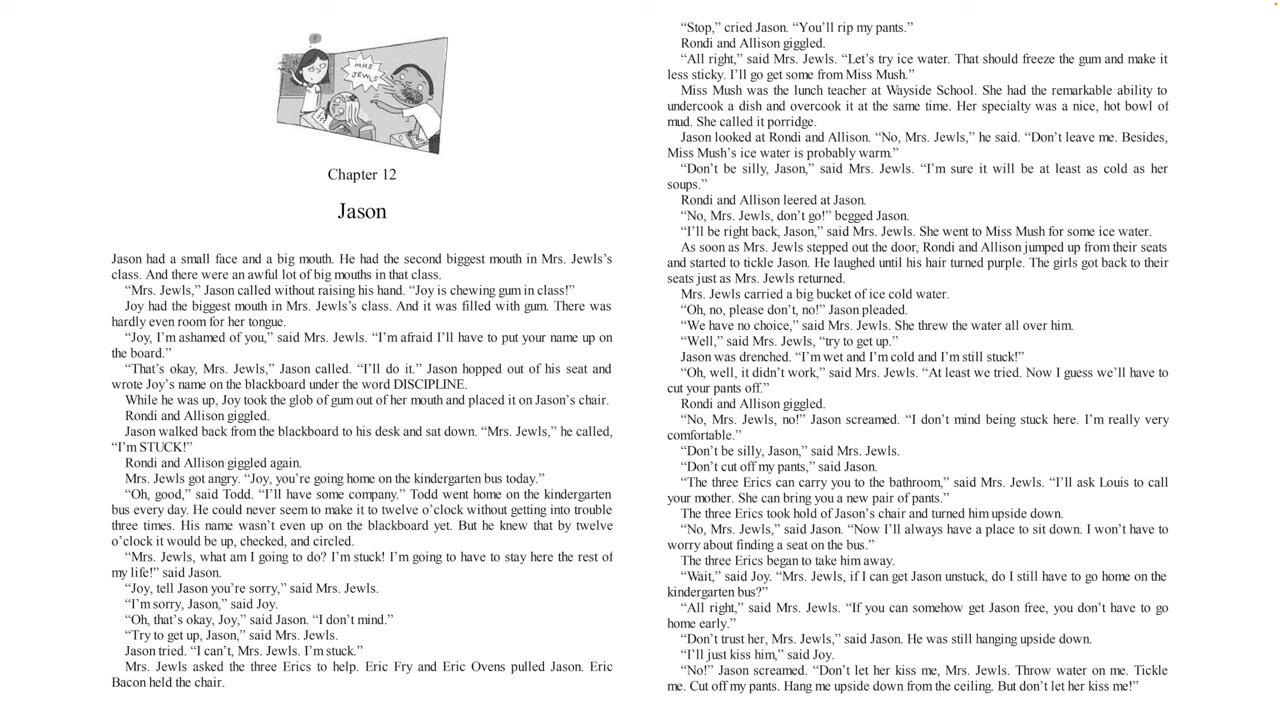 ?
MRS
JEWLS
Chapter 12
Jason
Jason had a small face and a big mouth. He had the second biggest mouth in Mrs. Jewls’s
class. And there were an awful lot of big mouths in that class.
“Mrs. Jewls,” Jason called without raising his hand. “Joy is chewing gum in class!”
Joy had the biggest mouth in Mrs. Jewls’s class. And it was filled with gum. There was
hardly even room for her tongue.
“Joy, I’m ashamed of you,” said Mrs. Jewls. “I’m afraid I’ll have to put your name up on
the board.”
“That’s okay, Mrs. Jewls,” Jason called. “I’ll do it.” Jason hopped out of his seat and
wrote Joy’s name on the blackboard under the word DISCIPLINE.
While he was up, Joy took the glob of gum out of her mouth and placed it on Jason’s chair.
Rondi and Allison giggled.
Jason walked back from the blackboard to his desk and sat down. “Mrs. Jewls,” he called,
“I’m STUCK!”
Rondi and Allison giggled again.
Mrs. Jewls got angry. “Joy, you’re going home on the kindergarten bus today.”
“Oh, good,” said Todd. “I’ll have some company.” Todd went home on the kindergarten
bus every day. He could never seem to make it to twelve o’clock without getting into trouble
three times. His name wasn’t even up on the blackboard yet. But he knew that by twelve
o’clock it would be up, checked, and circled.
“Mrs. Jewls, what am I going to do? I’m stuck! I’m going to have to stay here the rest of
my life!” said Jason.
“Joy, tell Jason you’re sorry,” said Mrs. Jewls.
“I’m sorry, Jason,” said Joy.
“Oh, that’s okay, Joy,” said Jason. “I don’t mind.”
“Try to get up, Jason,” said Mrs. Jewls.
Jason tried. “I can’t, Mrs. Jewls. I’m stuck.”
Mrs. Jewls asked the three Erics to help. Eric Fry and Eric Ovens pulled Jason. Eric
Bacon held the chair.
“Stop,” cried Jason. “You’ll rip my pants.”
Rondi and Allison giggled.
“All right,” said Mrs. Jewls. “Let’s try ice water. That should freeze the gum and make it
less sticky. I’ll go get some from Miss Mush.”
Miss Mush was the lunch teacher at Wayside School. She had the remarkable ability to
undercook a dish and overcook it at the same time. Her specialty was a nice, hot bowl of
mud. She called it porridge.
Jason looked at Rondi and Allison. “No, Mrs. Jewls,” he said. “Don’t leave me. Besides,
Miss Mush’s ice water is probably warm.”
“Don’t be silly, Jason,” said Mrs. Jewls. “I’m sure it will be at least as cold as her
soups.”
Rondi and Allison leered at Jason.
“No, Mrs. Jewls, don’t go!” begged Jason.
“I’ll be right back, Jason,” said Mrs. Jewls. She went to Miss Mush for some ice water.
As soon as Mrs. Jewls stepped out the door, Rondi and Allison jumped up from their seats
and started to tickle Jason. He laughed until his hair turned purple. The girls got back to their
seats just as Mrs. Jewls returned.
Mrs. Jewls carried a big bucket of ice cold water.
“Oh, no, please don’t, no!” Jason pleaded.
“We have no choice,” said Mrs. Jewls. She threw the water all over him.
“Well,” said Mrs. Jewls, “try to get up.”
Jason was drenched. “I’m wet and I’m cold and I’m still stuck!”
“Oh, well, it didn’t work,” said Mrs. Jewls. “At least we tried. Now I guess we’ll have to
cut your pants off.”
Rondi and Allison giggled.
“No, Mrs. Jewls, no!” Jason screamed. “I don’t mind being stuck here. I’m really very
comfortable.”
“Don’t be silly, Jason,” said Mrs. Jewls.
“Don’t cut off my pants,” said Jason.
“The three Erics can carry you to the bathroom,” said Mrs. Jewls. “I’ll ask Louis to call
your mother. She can bring you a new pair of pants.”
The three Erics took hold of Jason’s chair and turned him upside down.
“No, Mrs. Jewls,” said Jason. “Now I’ll always have a place to sit down. I won’t have to
worry about finding a seat on the bus.”
The three Erics began to take him away.
“Wait,” said Joy. “Mrs. Jewls, if I can get Jason unstuck, do I still have to go home on the
kindergarten bus?”
“All right,” said Mrs. Jewls. “If you can somehow get Jason free, you don’t have to go
home early.”
“Don’t trust her, Mrs. Jewls,” said Jason. He was still hanging upside down.
“I’ll just kiss him,” said Joy.
“No!” Jason screamed. “Don’t let her kiss me, Mrs. Jewls. Throw water on me. Tickle
me. Cut off my pants. Hang me upside down from the ceiling. But don’t let her kiss me!”